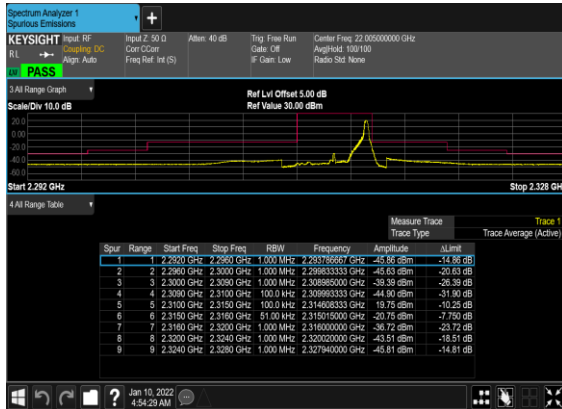 Spectrum Analyzer 1
Spurious Emissions
KEYSIGHT Input: RF Input Z: 50 Ω Atten: 40 dB Trig: Free Run Center Freq: 22.005000000 GHz
RL Coupling: DC Corr CCorr Gate: Off Avg|Hold: 100/100
Align: Auto Freq Ref: Int (S) IF Gain: Low Radio Std: None
PASS
3 All Range Graph
Ref Lvl Offset 5.00 dB
Scale/Div 10.0 dB Ref Value 30.00 dBm
20.0
0.00
-20.0
-40.0
-60.0
Start 2.292 GHz Stop 2.328 GH
4 All Range Table
Measure Trace Trace 1
Trace Type Trace Average (Active)
Spur Range Start Freq Stop Freq RBW Frequency Amplitude ΔLimit
1 1 2.2920 GHz 2.2960 GHz 1.000 MHz 2.293786667 GHz -45.86 dBm -14.86 dB
2 2 2.2960 GHz 2.3000 GHz 1.000 MHz 2.299833333 GHz -45.63 dBm -20.63 dB
3 3 2.3000 GHz 2.3090 GHz 1.000 MHz 2.308985000 GHz -39.39 dBm -26.39 dB
4 4 2.3090 GHz 2.3100 GHz 100.0 kHz 2.309993333 GHz -44.90 dBm -31.90 dB
5 5 2.3100 GHz 2.3150 GHz 100.0 kHz 2.314608333 GHz 19.75 dBm -10.25 dB
6 6 2.3150 GHz 2.3160 GHz 51.00 kHz 2.315015000 GHz -20.75 dBm -7.750 dB
7 7 2.3160 GHz 2.3200 GHz 1.000 MHz 2.316000000 GHz -36.72 dBm -23.72 dB
8 8 2.3200 GHz 2.3240 GHz 1.000 MHz 2.320020000 GHz -43.51 dBm -18.51 dB
9 9 2.3240 GHz 2.3280 GHz 1.000 MHz 2.327940000 GHz -45.81 dBm -14.81 dB
? Jan 10, 2022
4:54:29 AM